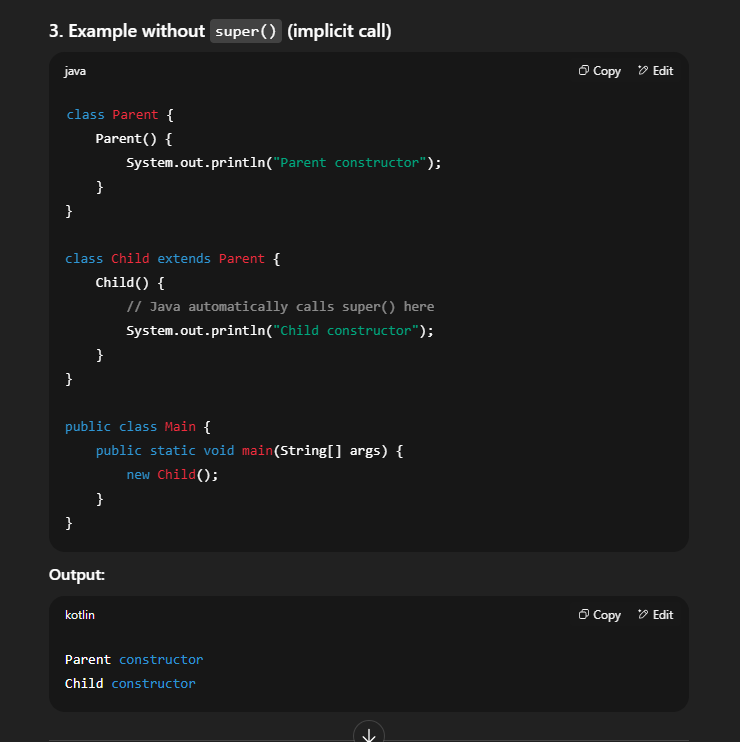 3. Example without super() (implicit call)
java
Copy
Edit
class Parent {
    Parent() {
        System.out.println("Parent constructor");
    }
}

class Child extends Parent {
    Child() {
        // Java automatically calls super() here
        System.out.println("Child constructor");
    }
}

public class Main {
    public static void main(String[] args) {
        new Child();
    }
}
Output:
kotlin
Copy
Edit
Parent constructor
Child constructor